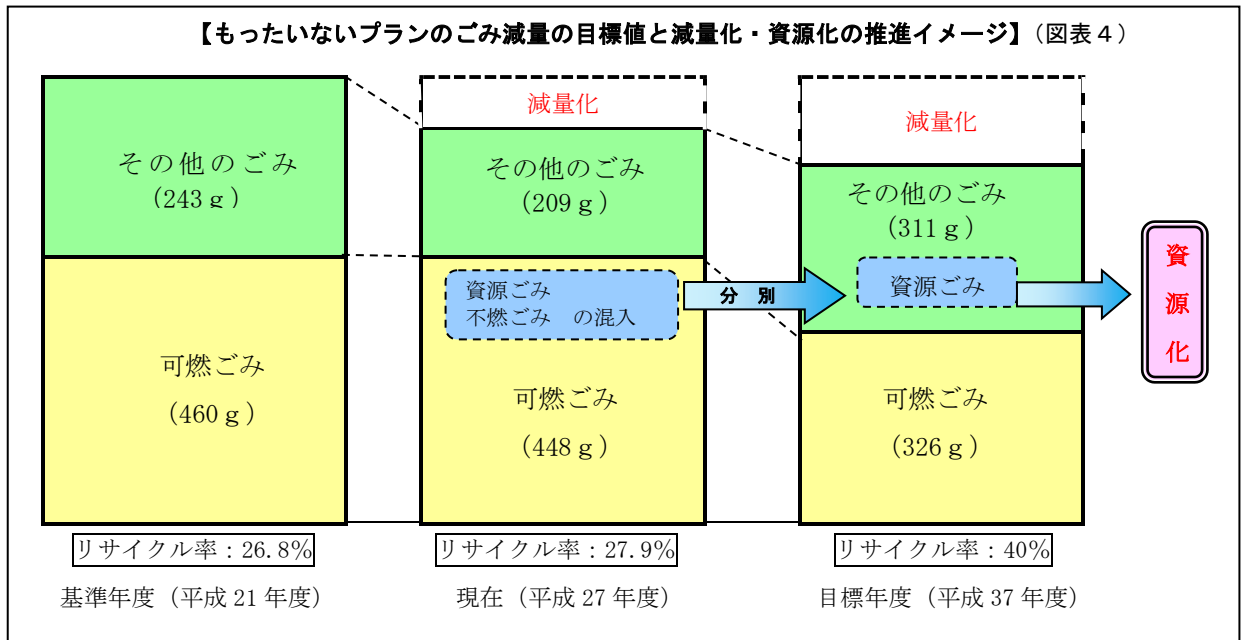 【もったいないプランのごみ減量の目標値と減量化・資源化の推進イメージ】(図表4)
その他のごみ
(243ｇ)
可燃ごみ
(460ｇ)
リサイクル率：26.8%
基準年度（平成21年度）
減量化
その他のごみ
(209ｇ)
資源ごみ
不燃ごみ の混入
可燃ごみ
(448ｇ)
リサイクル率：27.9%
現在（平成27年度）
分別
減量化
その他のごみ
(311ｇ)
資源ごみ
可燃ごみ
(326ｇ)
リサイクル率：40%
目標年度（平成37年度）
資源化